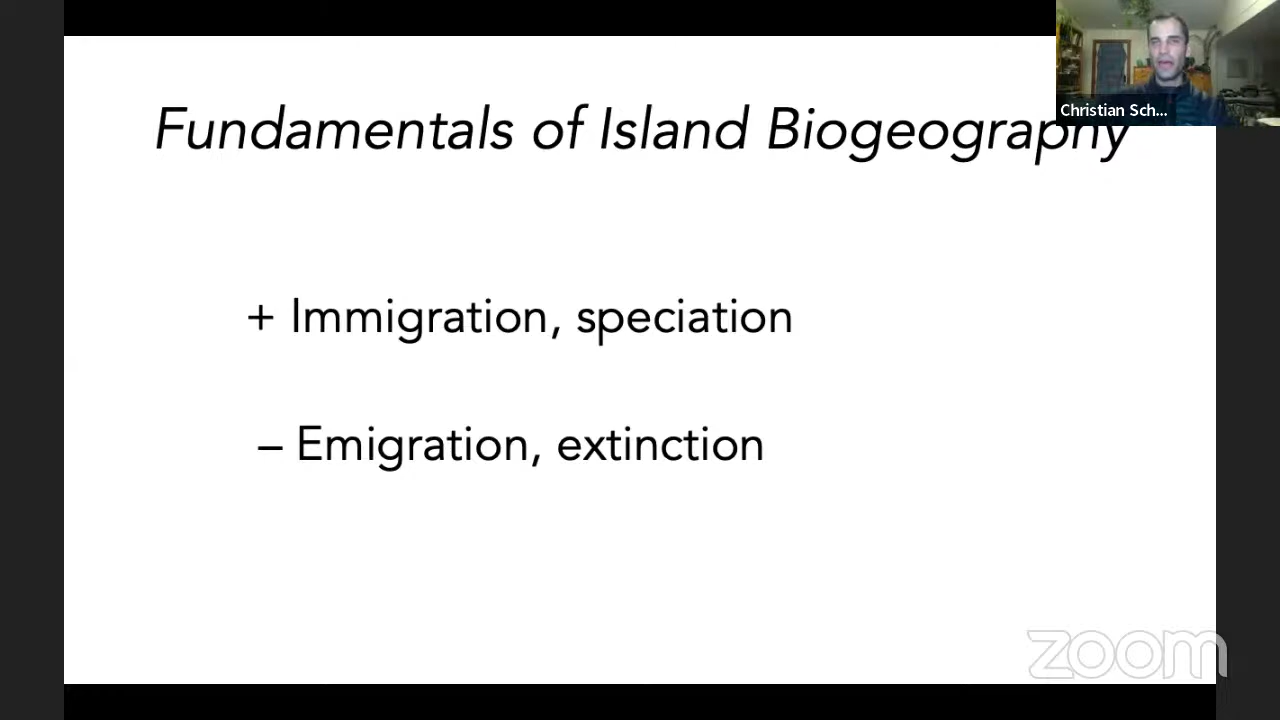 Fundamentals of Island Biogeography
Christian Sch...
+ Immigration, speciation
– Emigration, extinction
zoom